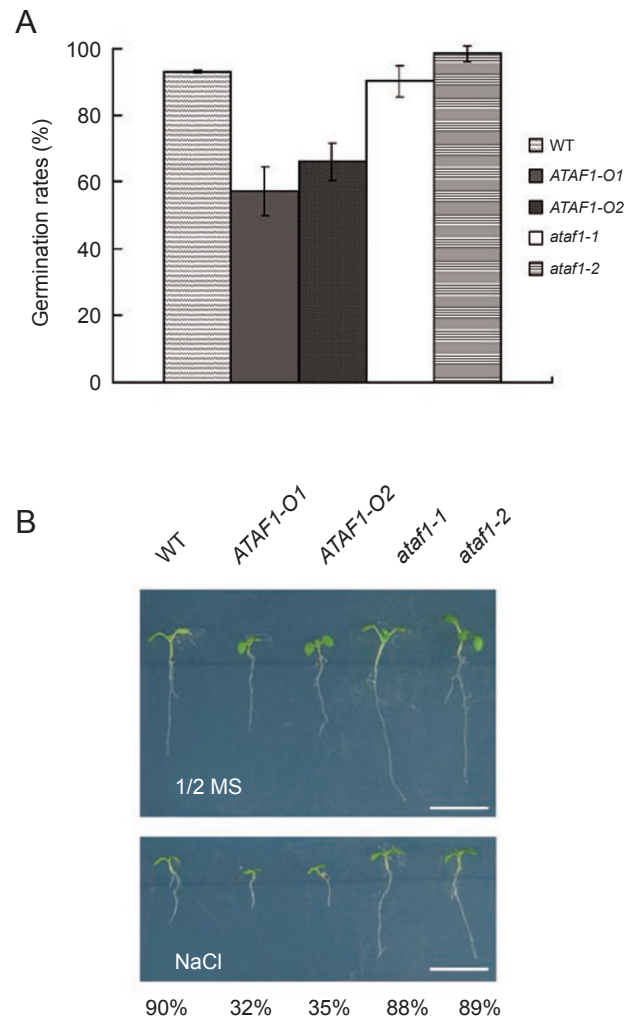 A
Germination rates (%)
100
80
60
40
20
0
WT
ATAF1-O1
ATAF1-O2
ataf1-1
ataf1-2
B
WT
ATAF1-O1
ATAF1-O2
ataf1-1
ataf1-2
1/2 MS
NaCl
90% 32% 35% 88% 89%